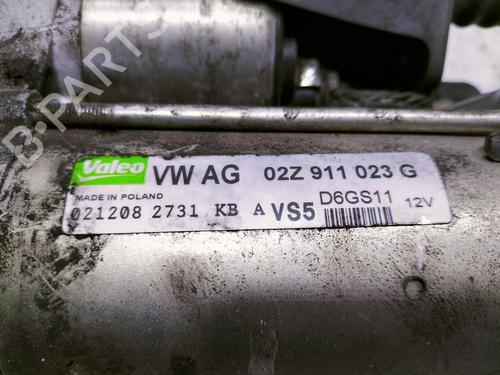 B-PARTS
Valeo VW AG 02Z 911 023 G
MADE IN POLAND D6GS11 12V
021208 2731 KB A VS5